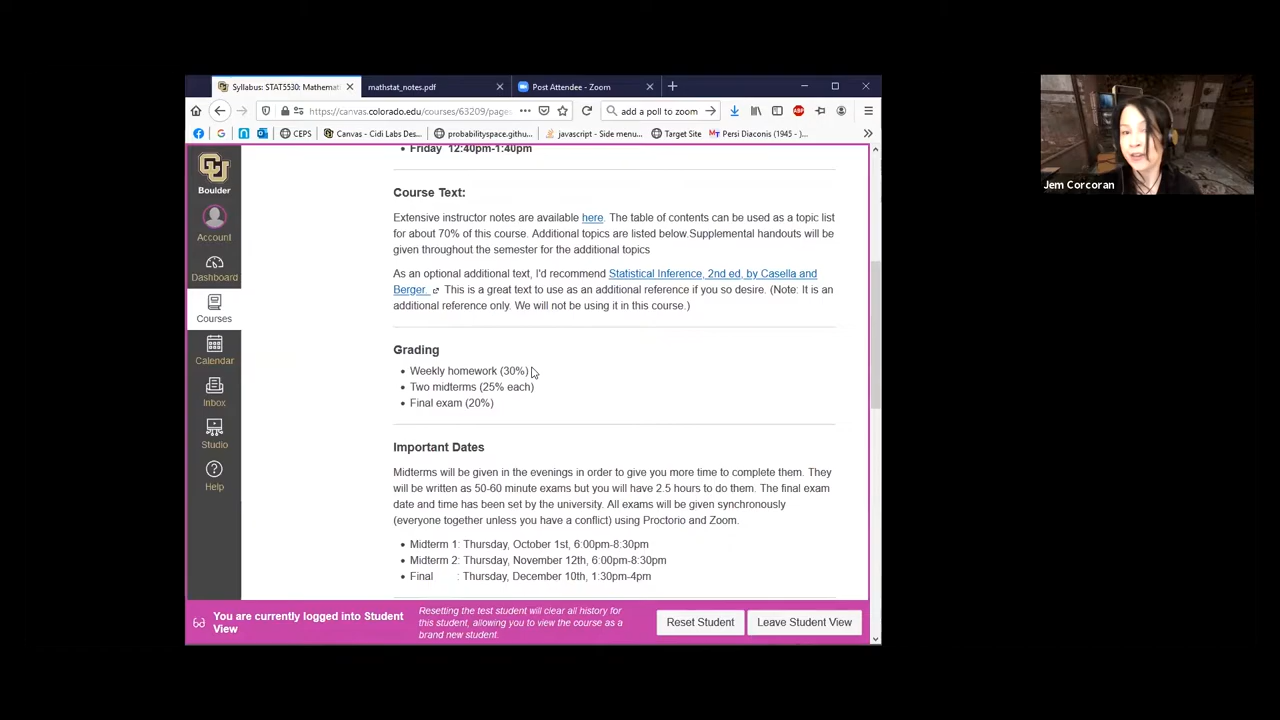 Syllabus: STAT5530: Mathemat
mathstat_notes.pdf
Post Attendee - Zoom
https://canvas.colorado.edu/courses/63209/page
add a poll to zoom
ABP
CEPS
Canvas - Cidi Labs Des...
probabilityspace.githu...
javascript - Side menu...
Target Site
Persi Diaconis (1945 - )...
Boulder
Account
Dashboard
Courses
Calendar
Inbox
Studio
Help
• Friday 12:40pm-1:40pm
Course Text:
Extensive instructor notes are available here. The table of contents can be used as a topic list
for about 70% of this course. Additional topics are listed below.Supplemental handouts will be
given throughout the semester for the additional topics
As an optional additional text, I'd recommend Statistical Inference, 2nd ed, by Casella and
Berger. This is a great text to use as an additional reference if you so desire. (Note: It is an
additional reference only. We will not be using it in this course.)
Grading
• Weekly homework (30%)
• Two midterms (25% each)
• Final exam (20%)
Important Dates
Midterms will be given in the evenings in order to give you more time to complete them. They
will be written as 50-60 minute exams but you will have 2.5 hours to do them. The final exam
date and time has been set by the university. All exams will be given synchronously
(everyone together unless you have a conflict) using Proctorio and Zoom.
• Midterm 1: Thursday, October 1st, 6:00pm-8:30pm
• Midterm 2: Thursday, November 12th, 6:00pm-8:30pm
• Final : Thursday, December 10th, 1:30pm-4pm
You are currently logged into Student
View
Resetting the test student will clear all history for
this student, allowing you to view the course as a
brand new student.
Reset Student
Leave Student View
Jem Corcoran